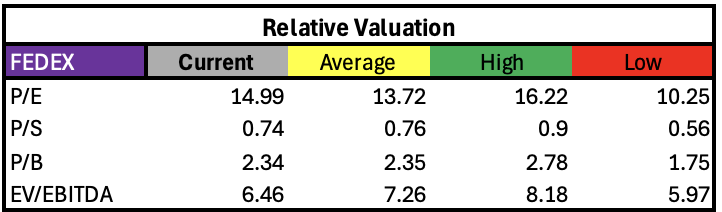 Relative Valuation
FEDEX Current Average High Low
P/E 14.99 13.72 16.22 10.25
P/S 0.74 0.76 0.9 0.56
P/B 2.34 2.35 2.78 1.75
EV/EBITDA 6.46 7.26 8.18 5.97